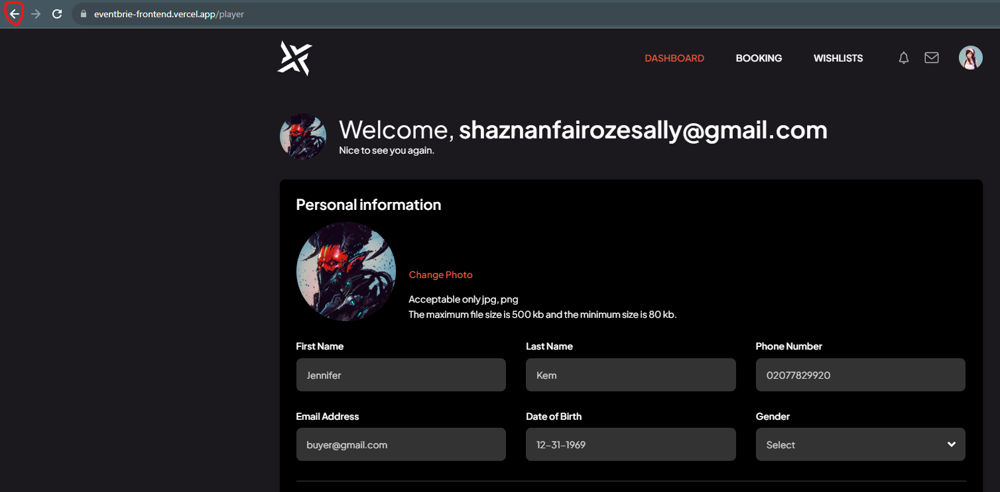 eventbrie-frontend.vercel.app/player
DASHBOARD BOOKING WISHLISTS
Welcome, shaznanfairozesally@gmail.com
Nice to see you again.
Personal information
Change Photo
Acceptable only jpg, png
The maximum file size is 500 kb and the minimum size is 80 kb.
First Name Last Name Phone Number
Jennifer Kem 02077829920
Email Address Date of Birth Gender
buyer@gmail.com 12-31-1969 Select